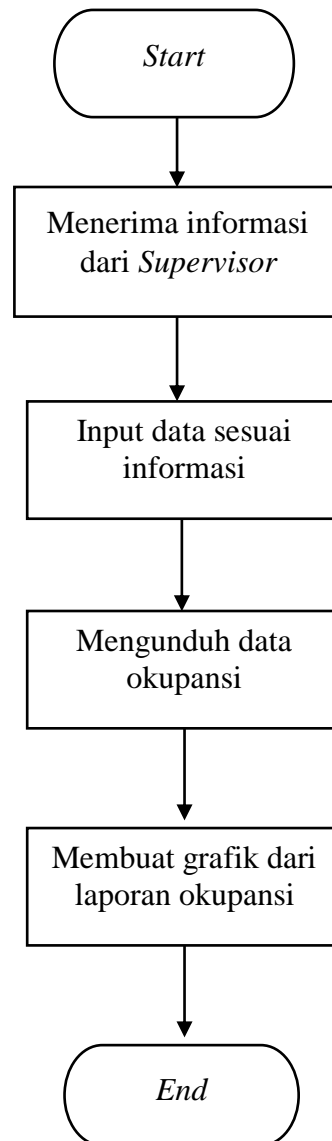 Start
Menerima informasi
dari Supervisor
Input data sesuai
informasi
Mengunduh data
okupansi
Membuat grafik dari
laporan okupansi
End